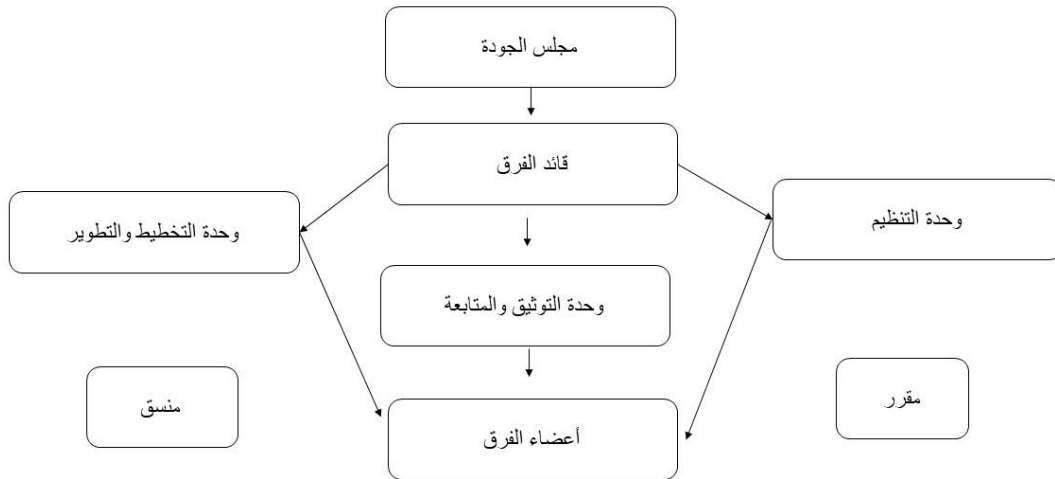 مجلس الجودة
قائد الفرق
وحدة التنظيم
وحدة التخطيط والتطوير
وحدة التوثيق والمتابعة
مقرر
منسق
أعضاء الفرق